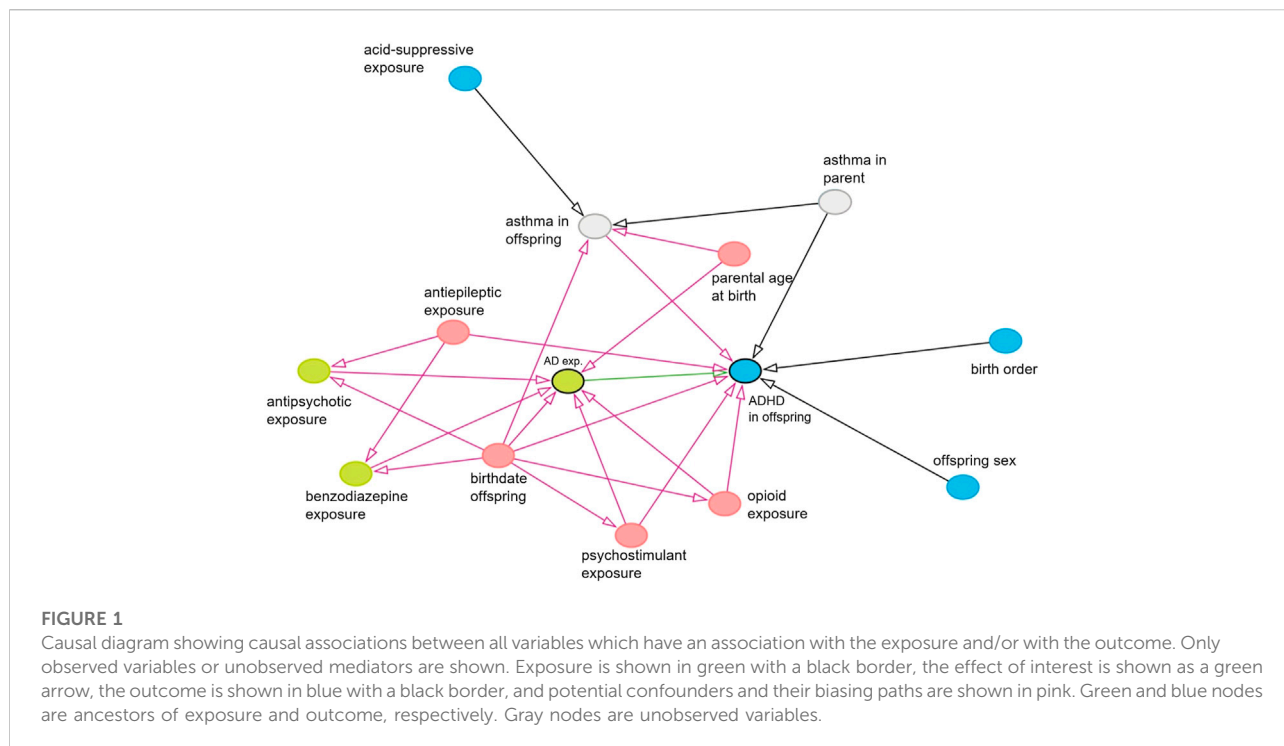 acid-suppressive
exposure
asthma in
parent
asthma in
offspring
parental age
at birth
antiepileptic
exposure
AD exp.
birth order
antipsychotic
exposure
ADHD
in offspring
offspring sex
benzodiazepine
exposure
birthdate
offspring
opioid
exposure
psychostimulant
exposure
FIGURE 1
Causal diagram showing causal associations between all variables which have an association with the exposure and/or with the outcome. Only
observed variables or unobserved mediators are shown. Exposure is shown in green with a black border, the effect of interest is shown as a green
arrow, the outcome is shown in blue with a black border, and potential confounders and their biasing paths are shown in pink. Green and blue nodes
are ancestors of exposure and outcome, respectively. Gray nodes are unobserved variables.